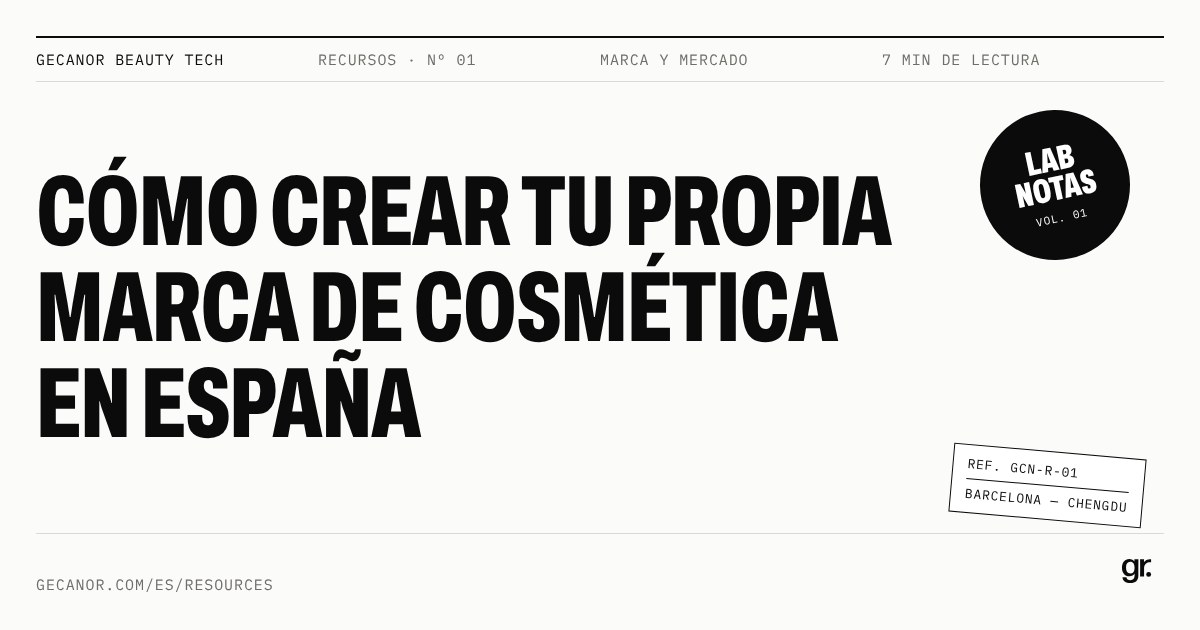 GECANOR BEAUTY TECH
RECURSOS · Nº 01
MARCA Y MERCADO
7 MIN DE LECTURA
LAB
NOTAS
VOL. 01
CÓMO CREAR TU PROPIA
MARCA DE COSMÉTICA
EN ESPAÑA
REF. GCN-R-01
BARCELONA — CHENGDU
GECANOR.COM/ES/RESOURCES
gr.